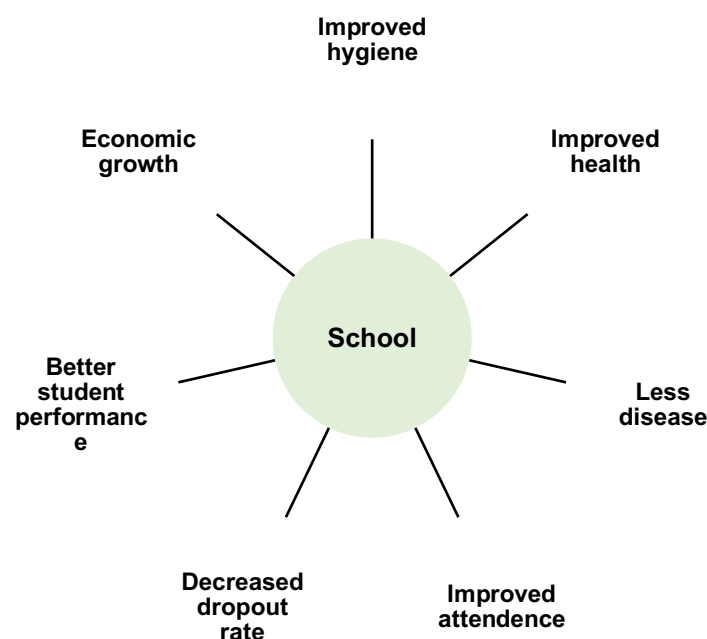 Improved
hygiene
Economic
growth
Improved
health
School
Better
student
performanc
e
Less
disease
Decreased
dropout
rate
Improved
attendence